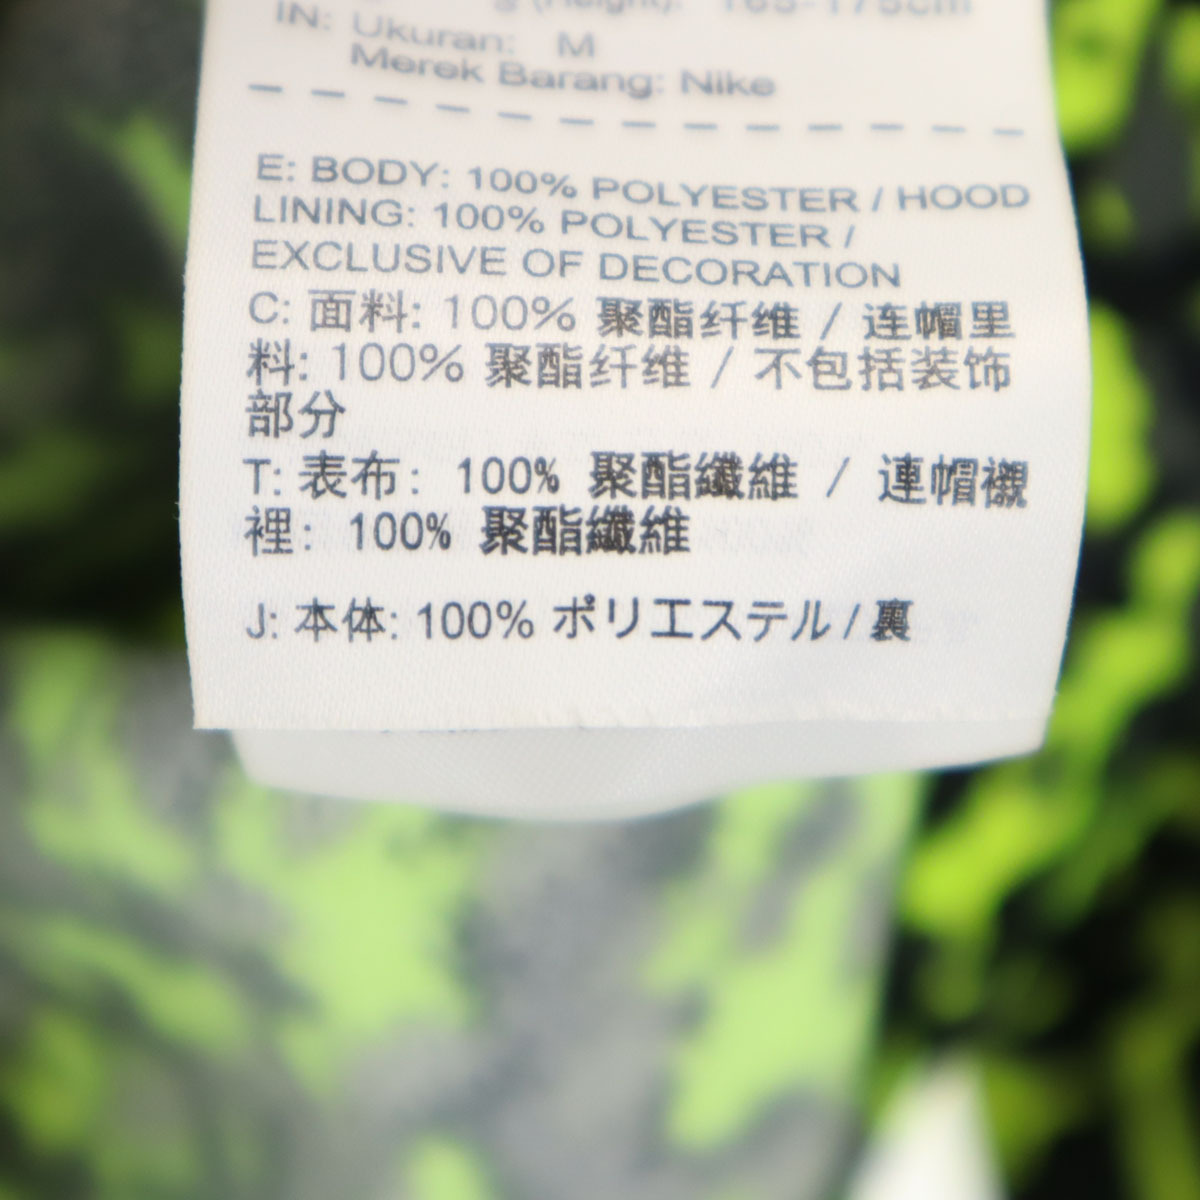 (Height): 165-175cm
IN: Ukuran: M
Merek Barang: Nike
E: BODY: 100% POLYESTER / HOOD
LINING: 100% POLYESTER /
EXCLUSIVE OF DECORATION
C: 面料: 100% 聚酯纤维 / 连帽里
料: 100% 聚酯纤维 / 不包括装饰
部分
T: 表布: 100% 聚酯纖維 / 連帽襯
裡: 100% 聚酯纖維
J: 本体: 100% ポリエステル / 裏